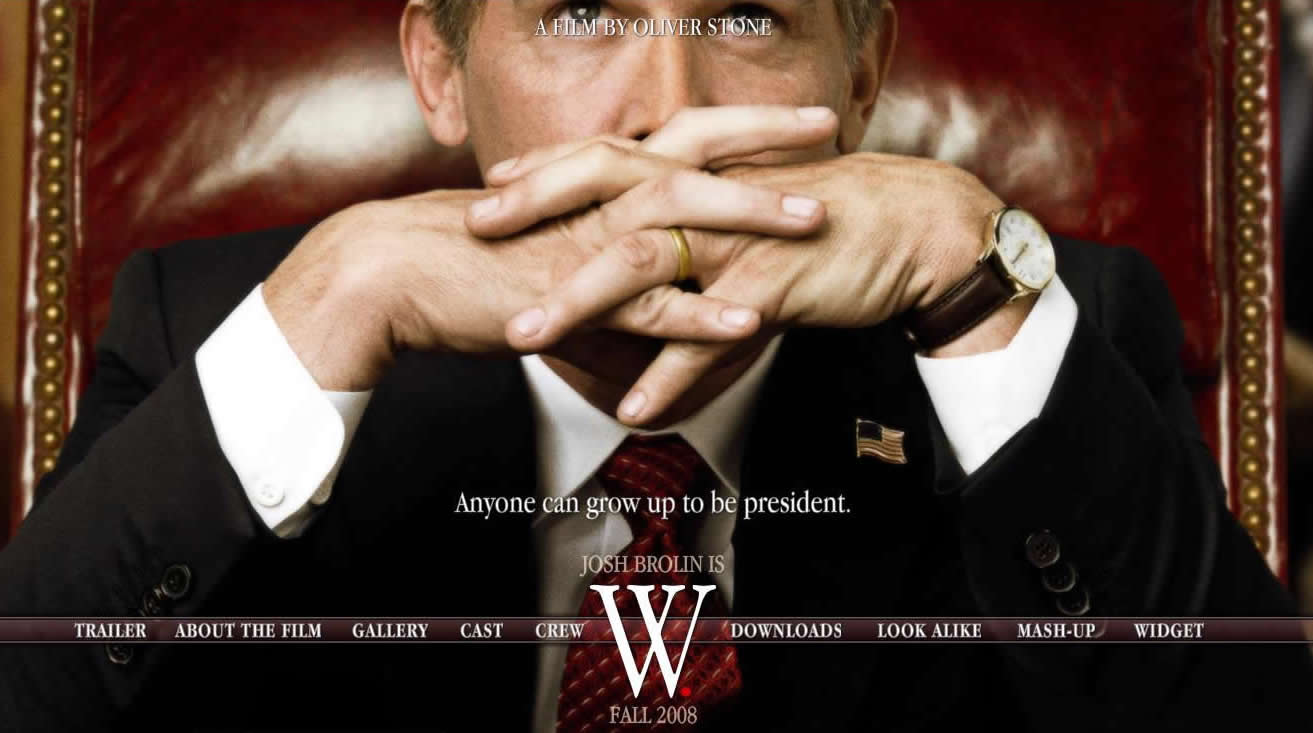 A FILM BY OLIVER STONE
Anyone can grow up to be president.
JOSH BROLIN IS
W.
TRAILER ABOUT THE FILM GALLERY CAST CREW DOWNLOADS LOOK ALIKE MASH-UP WIDGET
FALL 2008